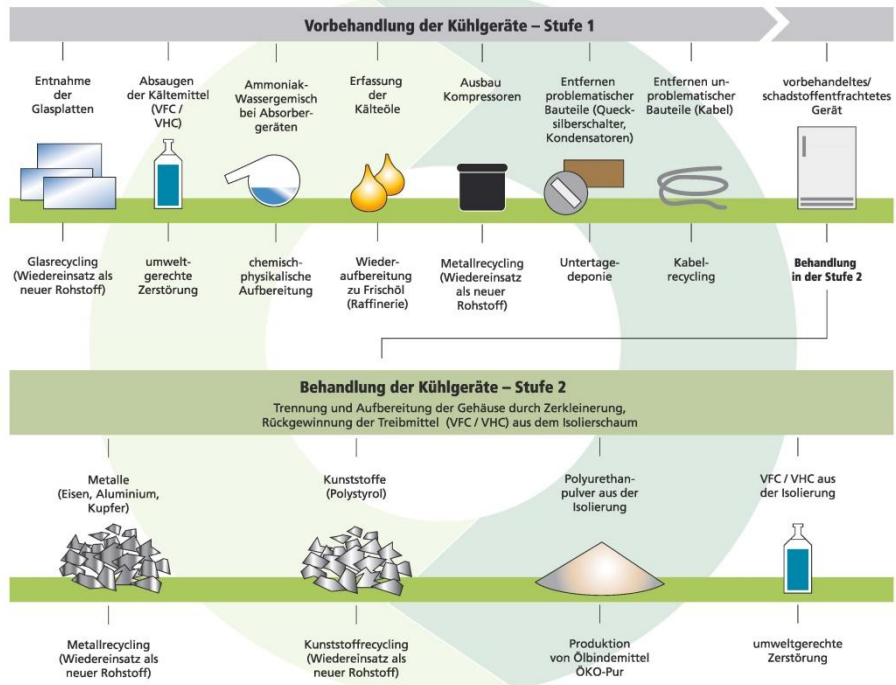 Vorbehandlung der Kühlgeräte – Stufe 1
Entnahme
der
Glasplatten
Absaugen
der Kältemittel
(VFC /
VHC)
Ammoniak-
Wassergemisch
bei Absorber-
geräten
Erfassung
der
Kälteöle
Ausbau
Kompressoren
Entfernen
problematischer
Bauteile (Queck-
silberschalter,
Kondensatoren)
Entfernen un-
problematischer
Bauteile (Kabel)
vorbehandeltes/
schadstoffentfrachtetes
Gerät
Glasrecycling
(Wiedereinsatz als
neuer Rohstoff)
umwelt-
gerechte
Zerstörung
chemisch-
physikalische
Aufbereitung
Wieder-
aufbereitung
zu Frischöl
(Raffinerie)
Metallrecycling
(Wiedereinsatz
als neuer
Rohstoff)
Untertage-
deponie
Kabel-
recycling
Behandlung
in der Stufe 2
Behandlung der Kühlgeräte – Stufe 2
Trennung und Aufbereitung der Gehäuse durch Zerkleinerung,
Rückgewinnung der Treibmittel (VFC / VHC) aus dem Isolierschaum
Metalle
(Eisen, Aluminium,
Kupfer)
Kunststoffe
(Polystyrol)
Polyurethan-
pulver aus der
Isolierung
VFC / VHC aus
der Isolierung
Metallrecycling
(Wiedereinsatz als
neuer Rohstoff)
Kunststoffrecycling
(Wiedereinsatz als
neuer Rohstoff)
Produktion
von Ölbindemittel
ÖKO-Pur
umweltgerechte
Zerstörung